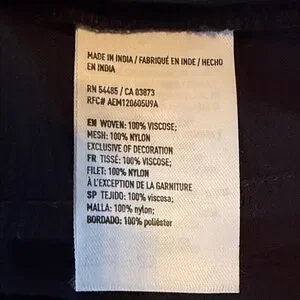 MADE IN INDIA / FABRIQUÉ EN INDE / HECHO
EN INDIA
RN 54485 / CA 03873
RFC# AEM120605U9A
EN WOVEN: 100% VISCOSE;
MESH: 100% NYLON
EXCLUSIVE OF DECORATION
FR TISSÉ: 100% VISCOSE;
FILET: 100% NYLON
À L'EXCEPTION DE LA GARNITURE
SP TEJIDO: 100% viscosa;
MALLA: 100% nylon;
BORDADO: 100% poliéster